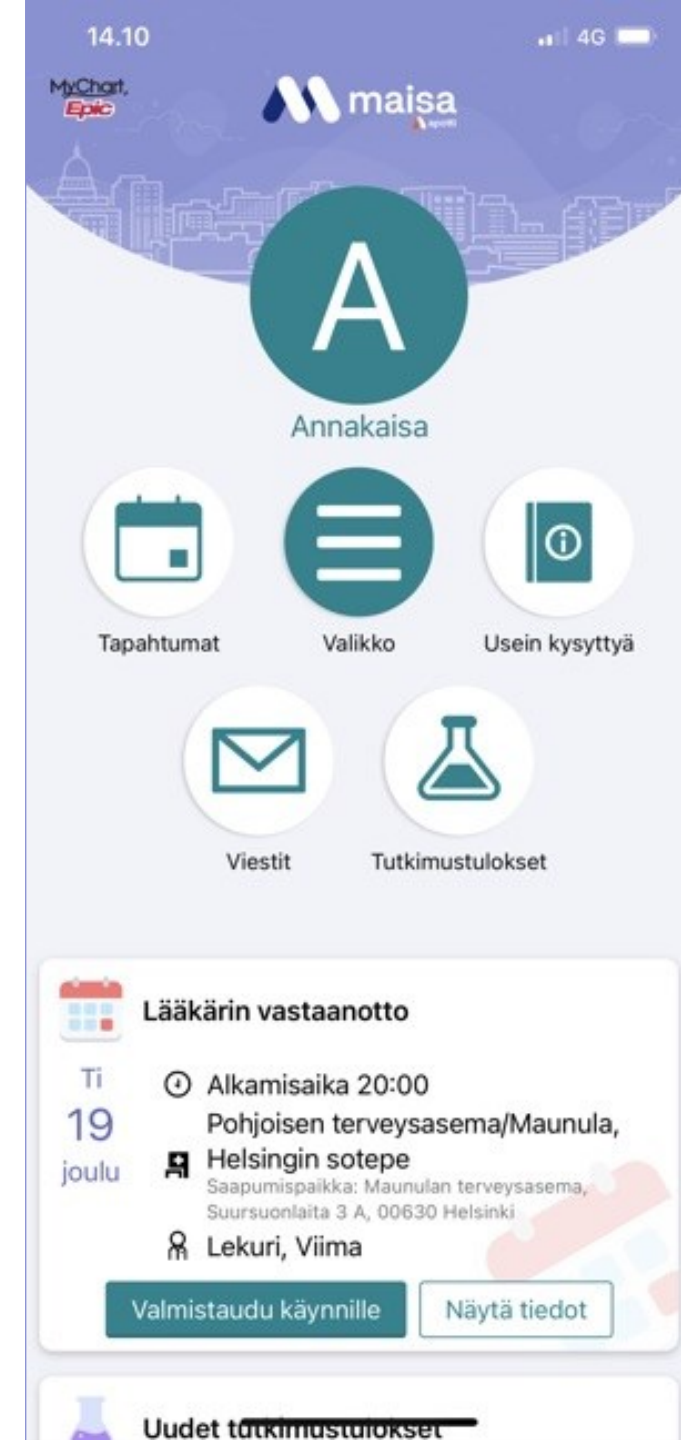 14.10
4G
MyChart,
Epic
maisa
apotti
A
Annakaisa
Tapahtumat
Valikko
Usein kysyttyä
Viestit
Tutkimustulokset
Lääkärin vastaanotto
Ti
19
joulu
Alkamisaika 20:00
Pohjoisen terveysasema/Maunula,
Helsingin sotepe
Saapumispaikka: Maunulan terveysasema,
Suursuonlaita 3 A, 00630 Helsinki
Lekuri, Viima
Valmistaudu käynnille
Näytä tiedot
Uudet tutkimustulokset